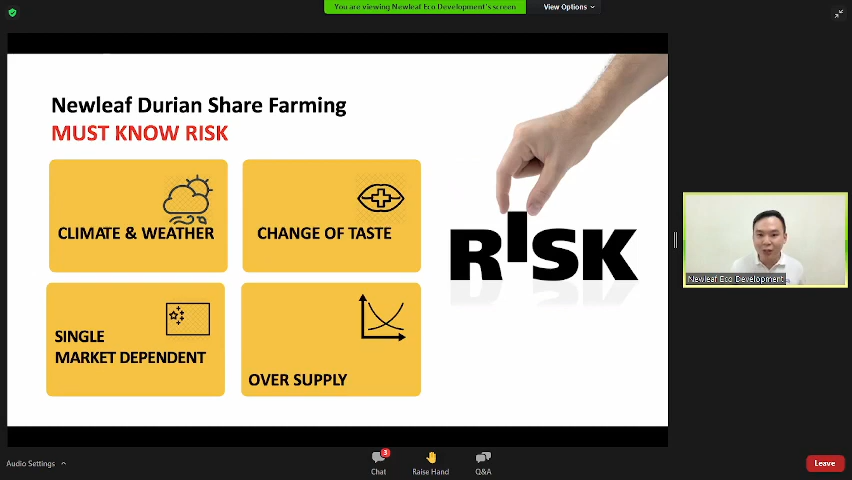 You are viewing Newleaf Eco Development's screen
View Options
Newleaf Durian Share Farming
MUST KNOW RISK
CLIMATE & WEATHER
CHANGE OF TASTE
SINGLE
MARKET DEPENDENT
OVER SUPPLY
RISK
Newleaf Eco Development
Audio Settings
3
Chat
Raise Hand
Q&A
Leave